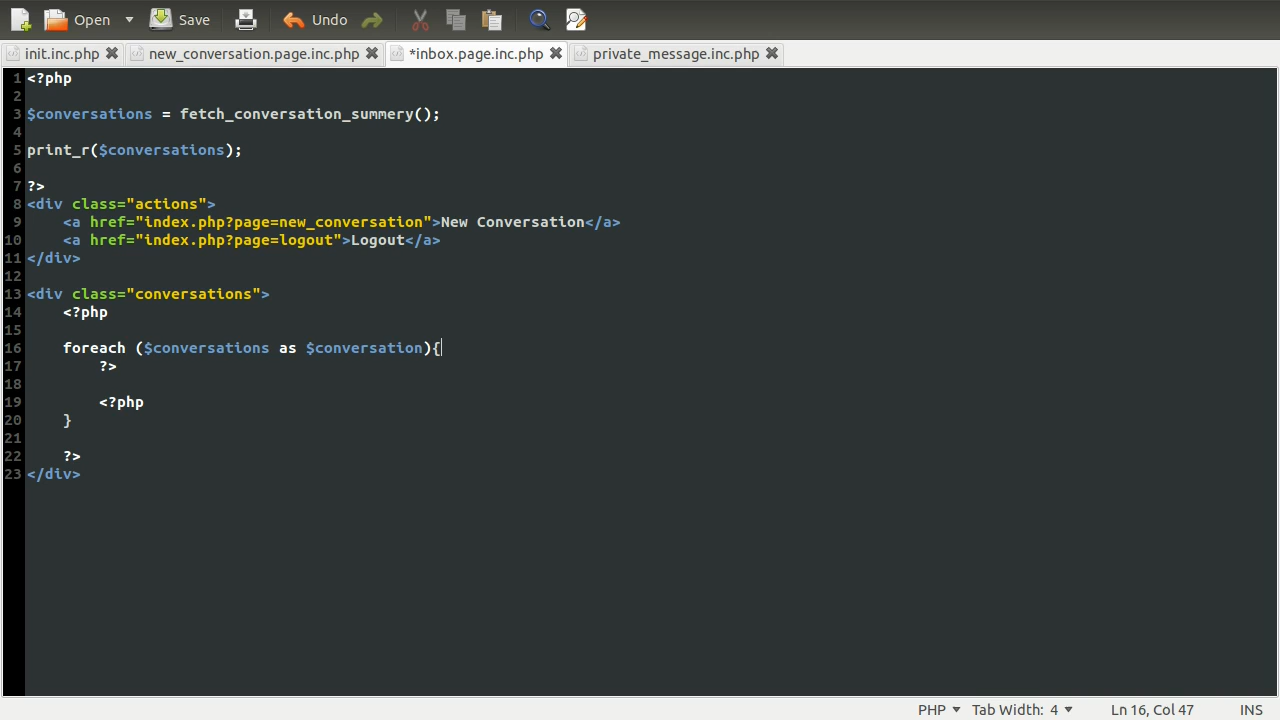 Open Save Undo
init.inc.php new_conversation.page.inc.php *inbox.page.inc.php private_message.inc.php
1 <?php
2
3 $conversations = fetch_conversation_summery();
4
5 print_r($conversations);
6
7 ?>
8 <div class="actions">
9     <a href="index.php?page=new_conversation">New Conversation</a>
10     <a href="index.php?page=logout">Logout</a>
11 </div>
12
13 <div class="conversations">
14     <?php
15
16     foreach ($conversations as $conversation){
17         ?>
18
19         <?php
20     }
21
22     ?>
23 </div>
PHP Tab Width: 4 Ln 16, Col 47 INS